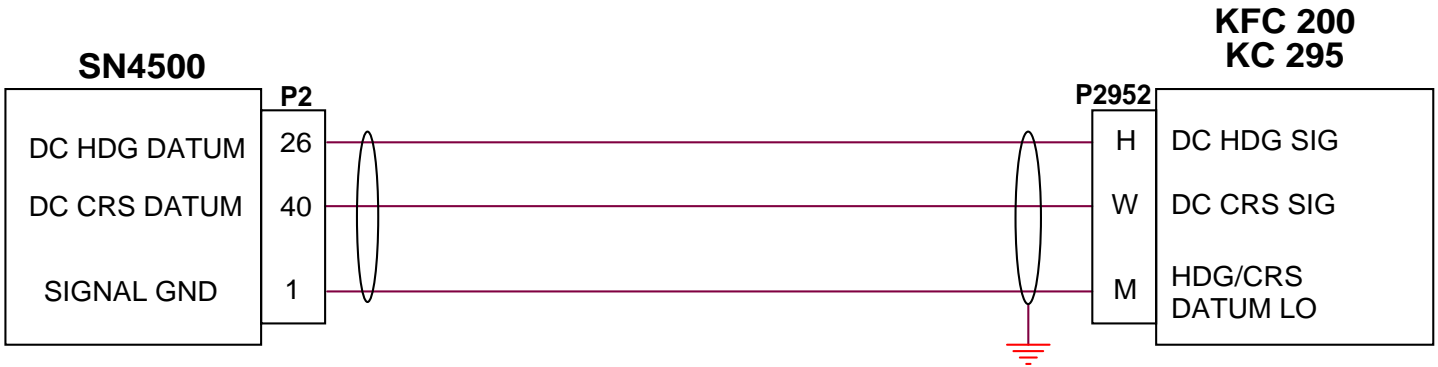 KFC 200
KC 295
SN4500
P2
P2952
DC HDG DATUM 26 H DC HDG SIG
DC CRS DATUM 40 W DC CRS SIG
SIGNAL GND 1 M HDG/CRS
DATUM LO